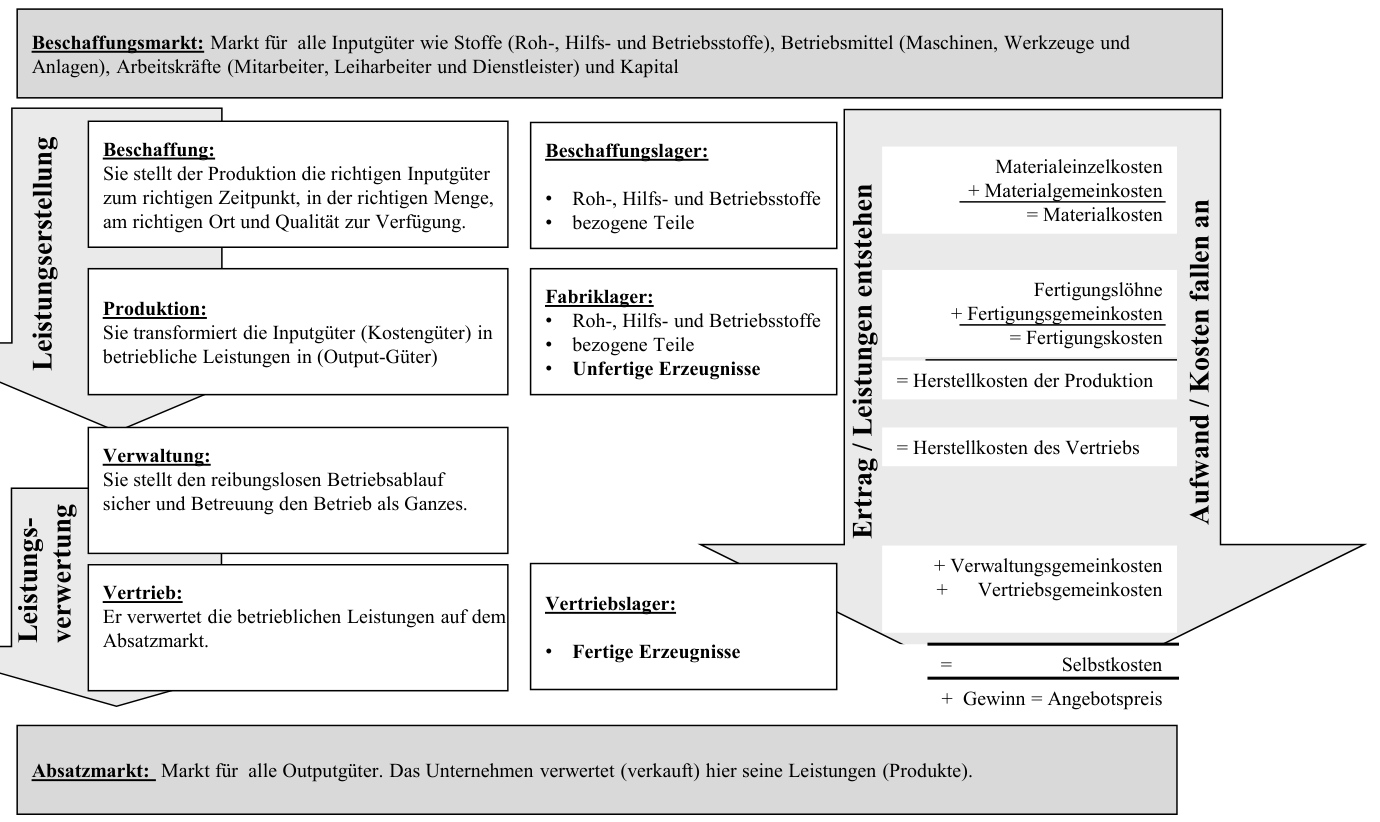 Beschaffungsmarkt: Markt für alle Inputgüter wie Stoffe (Roh-, Hilfs- und Betriebsstoffe), Betriebsmittel (Maschinen, Werkzeuge und
Anlagen), Arbeitskräfte (Mitarbeiter, Leiharbeiter und Dienstleister) und Kapital
Leistungserstellung
Beschaffung:
Sie stellt der Produktion die richtigen Inputgüter
zum richtigen Zeitpunkt, in der richtigen Menge,
am richtigen Ort und Qualität zur Verfügung.
Beschaffungslager:
• Roh-, Hilfs- und Betriebsstoffe
• bezogene Teile
Produktion:
Sie transformiert die Inputgüter (Kostengüter) in
betriebliche Leistungen in (Output-Güter)
Fabriklager:
• Roh-, Hilfs- und Betriebsstoffe
• bezogene Teile
• Unfertige Erzeugnisse
Leistungs-
verwertung
Verwaltung:
Sie stellt den reibungslosen Betriebsablauf
sicher und Betreuung den Betrieb als Ganzes.
Vertrieb:
Er verwertet die betrieblichen Leistungen auf dem
Absatzmarkt.
Vertriebslager:
• Fertige Erzeugnisse
Ertrag / Leistungen entstehen
Materialeinzelkosten
+ Materialgemeinkosten
= Materialkosten
Fertigungslöhne
+ Fertigungsgemeinkosten
= Fertigungskosten
= Herstellkosten der Produktion
= Herstellkosten des Vertriebs
+ Verwaltungsgemeinkosten
+ Vertriebsgemeinkosten
= Selbstkosten
+ Gewinn = Angebotspreis
Aufwand / Kosten fallen an
Absatzmarkt: Markt für alle Outputgüter. Das Unternehmen verwertet (verkauft) hier seine Leistungen (Produkte).